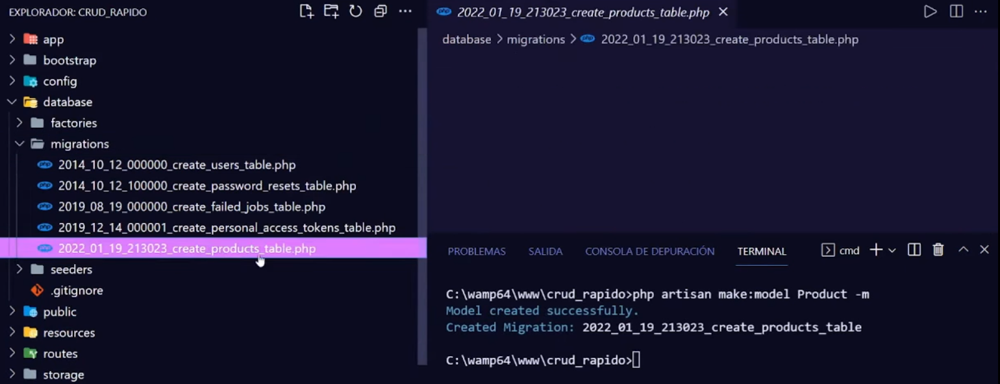 EXPLORADOR: CRUD_RAPIDO
app
bootstrap
config
database
factories
migrations
2014_10_12_000000_create_users_table.php
2014_10_12_100000_create_password_resets_table.php
2019_08_19_000000_create_failed_jobs_table.php
2019_12_14_000001_create_personal_access_tokens_table.php
2022_01_19_213023_create_products_table.php
seeders
.gitignore
public
resources
routes
storage
php 2022_01_19_213023_create_products_table.php
database > migrations > php 2022_01_19_213023_create_products_table.php
PROBLEMAS SALIDA CONSOLA DE DEPURACIÓN TERMINAL cmd
C:\wamp64\www\crud_rapido>php artisan make:model Product -m
Model created successfully.
Created Migration: 2022_01_19_213023_create_products_table
C:\wamp64\www\crud_rapido>